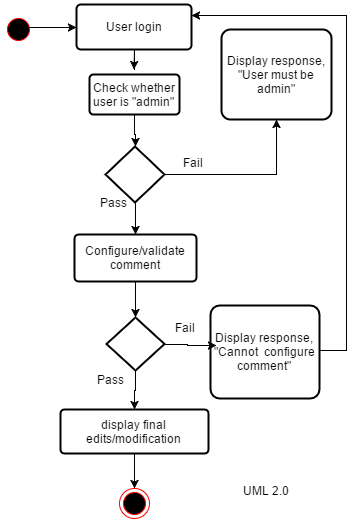 User login
Display response,
"User must be
admin"
Check whether
user is "admin"
Fail
Pass
Configure/validate
comment
Fail
Display response,
"Cannot configure
comment"
Pass
display final
edits/modification
UML 2.0